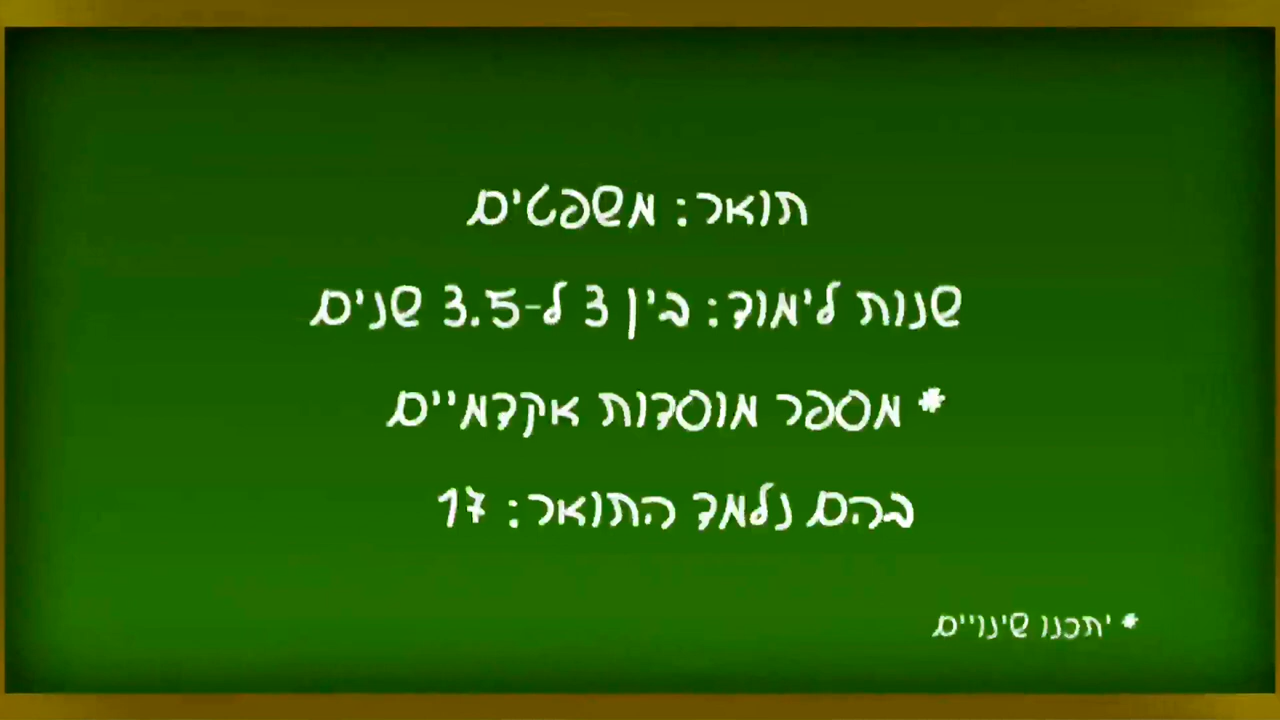 תואר: משפטים
שנות לימוד: בין 3 ל-3.5 שנים
* מספר מוסדות אקדמיים
בהם נלמד התואר: 17
* יתכנו שינויים